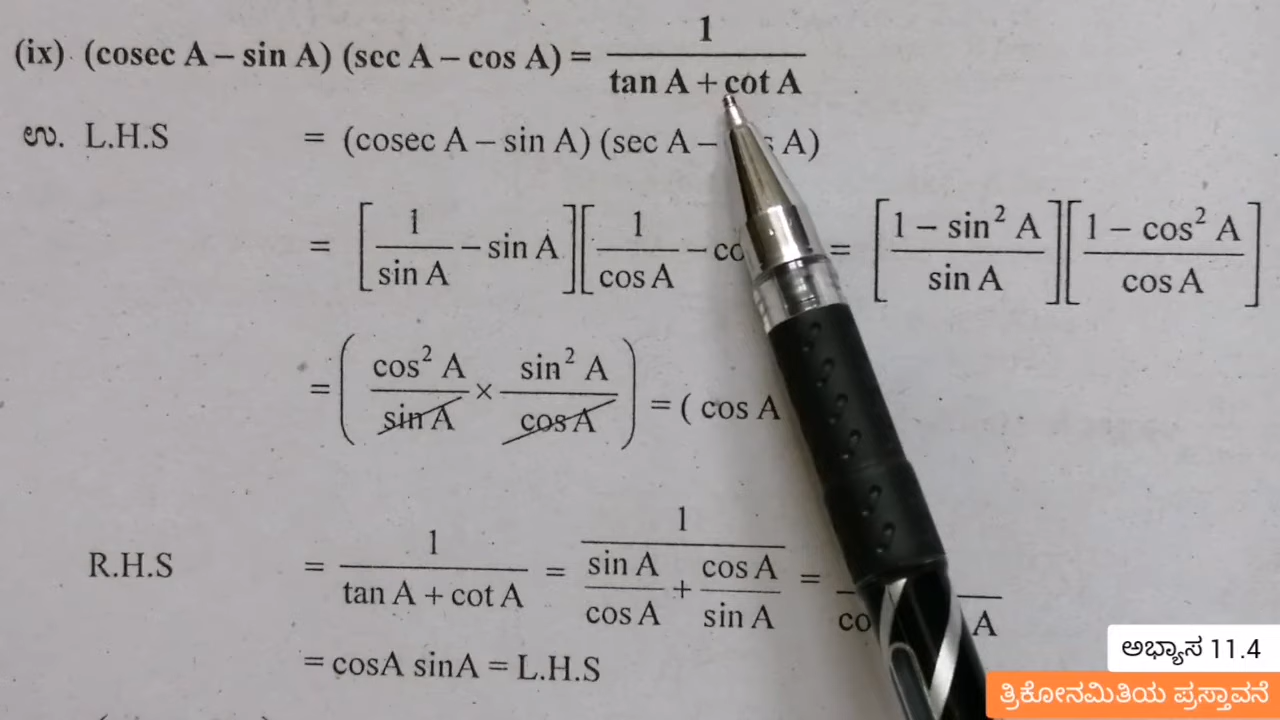 (ix) (cosec A – sin A) (sec A – cos A) = 1 / (tan A + cot A)
ಉ. L.H.S = (cosec A – sin A) (sec A – A)
= [1 / sin A – sin A] [1 / cos A – = [(1 – sin² A) / sin A] [(1 – cos² A) / cos A]
= (cos² A / sin A × sin² A / cos A) = ( cos A
R.H.S = 1 / (tan A + cot A) = 1 / (sin A / cos A + cos A / sin A) = A
= cosA sinA = L.H.S
ಅಭ್ಯಾಸ 11.4
ತ್ರಿಕೋನಮಿತಿಯ ಪ್ರಸ್ತಾವನೆ